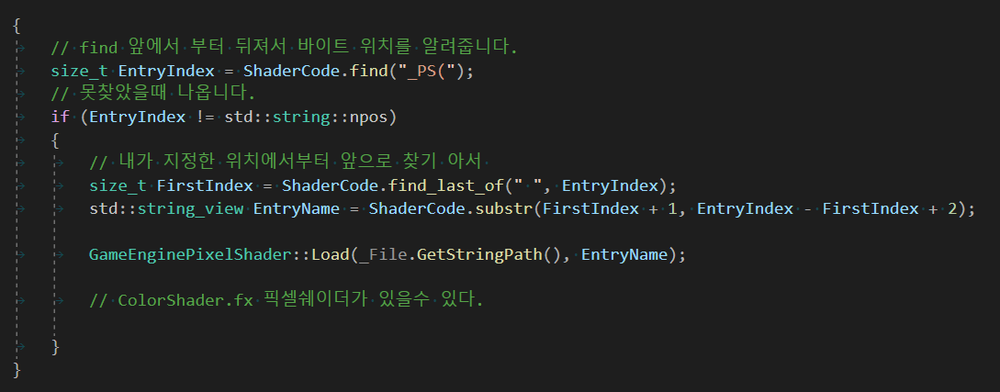 {
// find 앞에서 부터 뒤져서 바이트 위치를 알려줍니다.
size_t EntryIndex = ShaderCode.find("_PS(");
// 못찾았을때 나옵니다.
if (EntryIndex != std::string::npos)
{
// 내가 지정한 위치에서부터 앞으로 찾기 아서
size_t FirstIndex = ShaderCode.find_last_of(" ", EntryIndex);
std::string_view EntryName = ShaderCode.substr(FirstIndex + 1, EntryIndex - FirstIndex + 2);
GameEnginePixelShader::Load(_File.GetStringPath(), EntryName);
// ColorShader.fx 픽셀쉐이더가 있을수 있다.
}
}